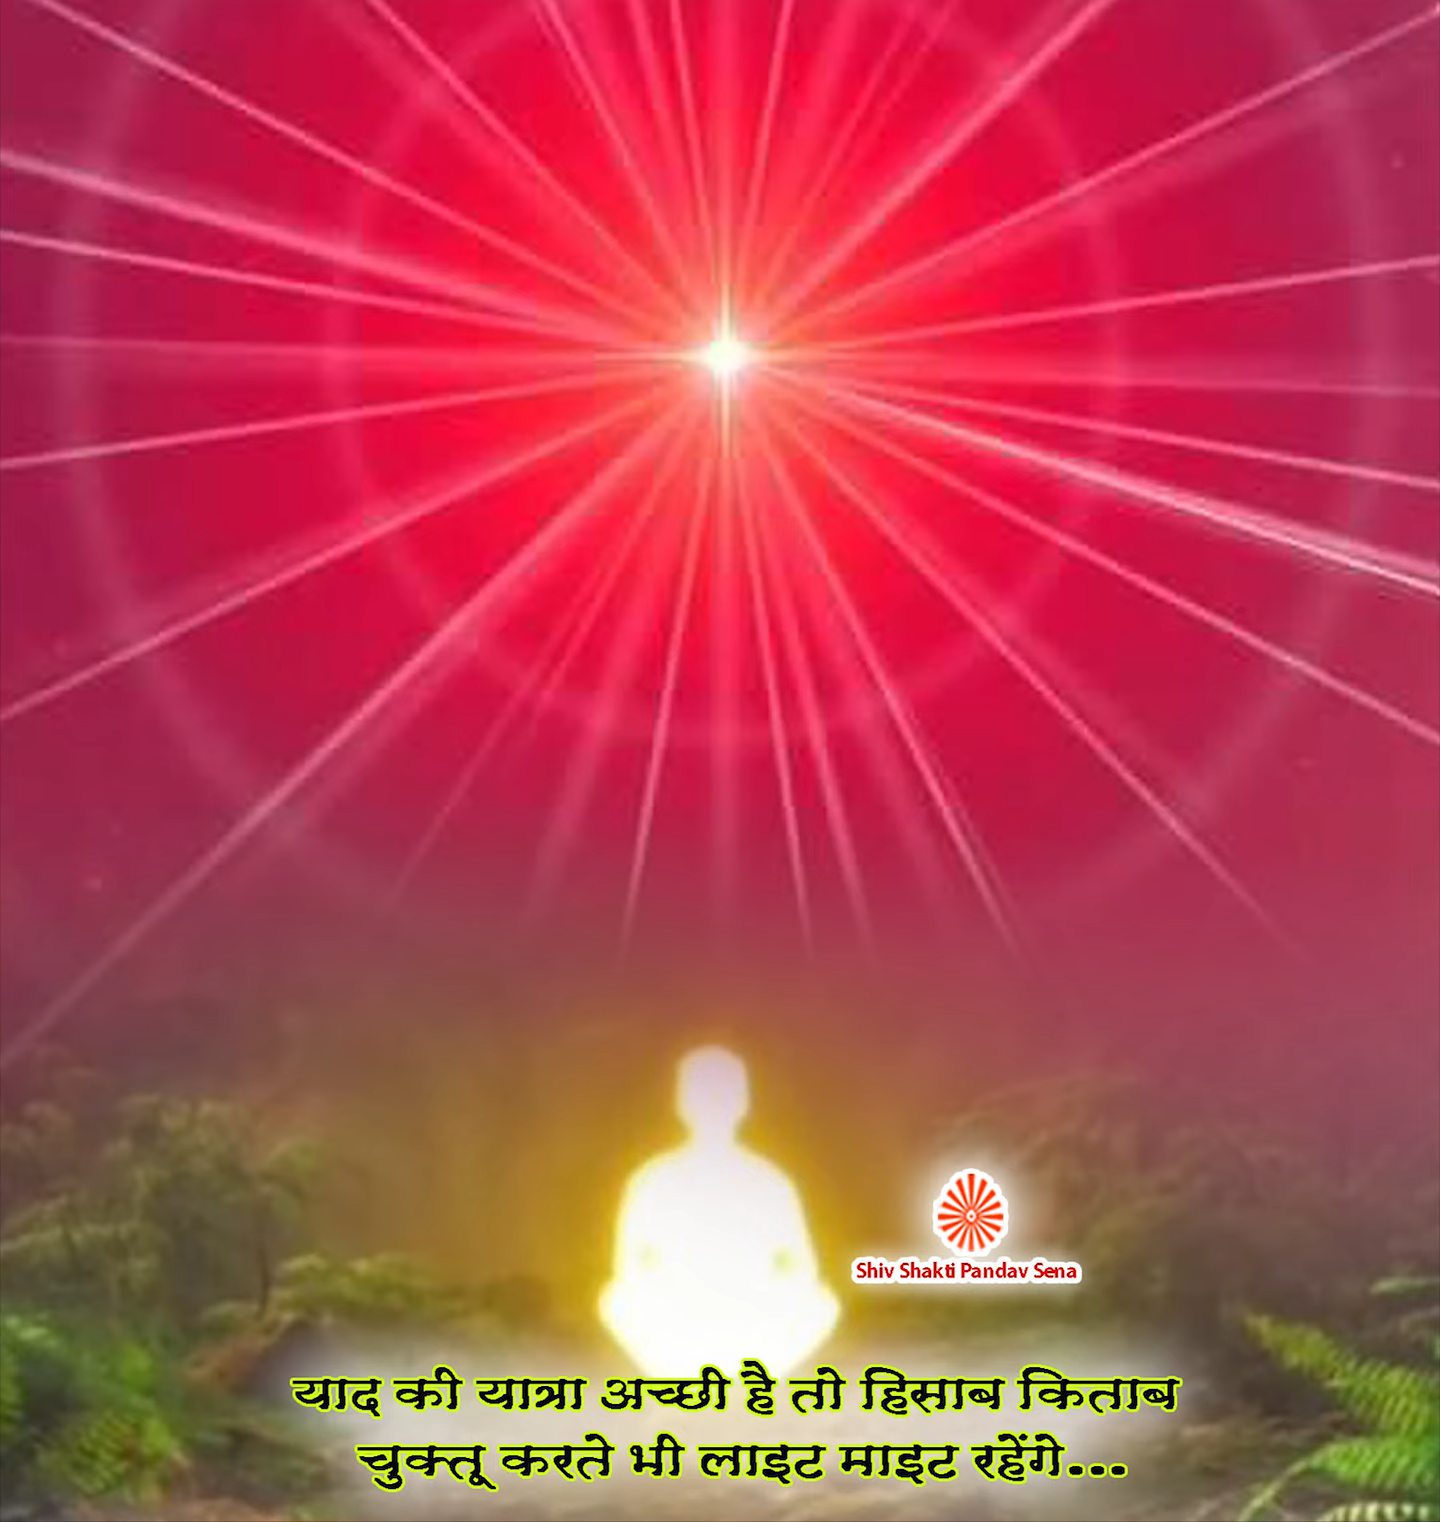 Shiv Shakti Pandav Sena
याद की यात्रा अच्छी है तो हिसाब किताब
चुक्तू करते भी लाइट माइट रहेंगे...